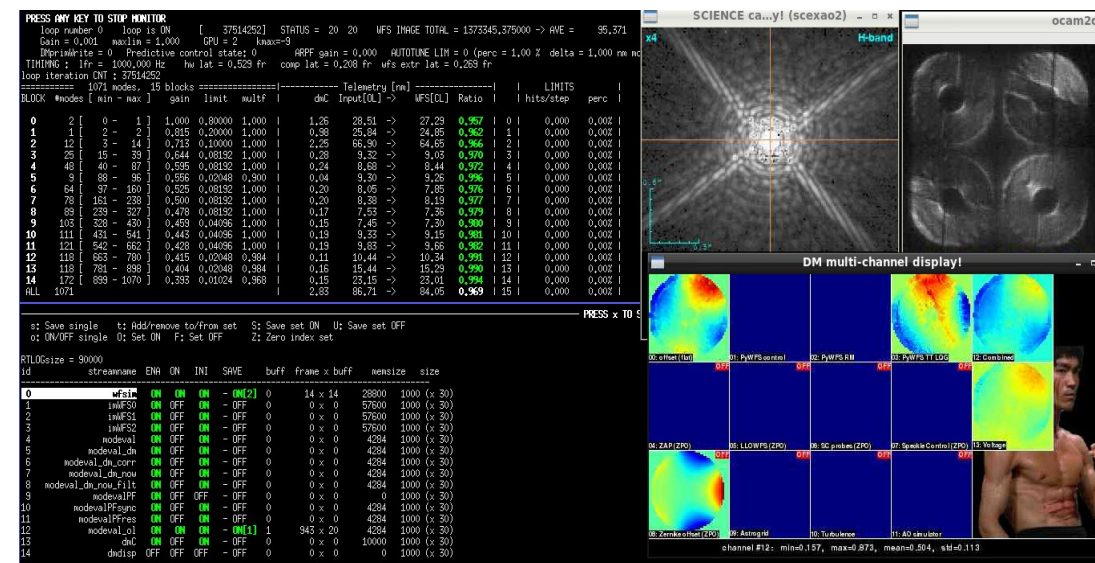 PRESS ANY KEY TO STOP MONITOR
loop number 0 loop is ON [ 37514252] STATUS = 20 20 WFS IMAGE TOTAL = 1373345.375000 -> AVE = 95.371
Gain = 0.001 maxlim = 1.000 GPU = 2 kmax=-9
DMprimWrite = 0 Predictive control state: 0 ARPF gain = 0.000 AUTOTUNE LIM = 0 (perc = 1.00 % delta = 1.000 nm mc
TIMIMNG : lfr = 1000.000 Hz hw lat = 0.529 fr comp lat = 0.208 fr wfs extr lat = 0.269 fr
loop iteration CNT : 37514252
=========== 1071 modes, 15 blocks ================|------------ Telemetry [nm] ----------------| | LIMITS |
BLOCK #modes [ min - max ] gain limit multf | dmC Input[OL] -> WFS[CL] Ratio | | hits/step perc |
0 2 [ 0 - 1 ] 1.000 0.80000 1.000 | 1.26 28.51 -> 27.29 0.957 | 0 | 0.000 0.00% |
1 1 [ 2 - 2 ] 0.815 0.20000 1.000 | 0.98 25.84 -> 24.85 0.962 | 1 | 0.000 0.00% |
2 12 [ 3 - 14 ] 0.713 0.10000 1.000 | 2.25 66.90 -> 64.65 0.966 | 2 | 0.000 0.00% |
3 25 [ 15 - 39 ] 0.644 0.08192 1.000 | 0.28 9.32 -> 9.03 0.970 | 3 | 0.000 0.00% |
4 48 [ 40 - 87 ] 0.595 0.08192 1.000 | 0.24 8.68 -> 8.44 0.972 | 4 | 0.000 0.00% |
5 9 [ 88 - 96 ] 0.556 0.02048 0.900 | 0.04 9.30 -> 9.26 0.996 | 5 | 0.000 0.00% |
6 64 [ 97 - 160 ] 0.525 0.08192 1.000 | 0.20 8.05 -> 7.85 0.976 | 6 | 0.000 0.00% |
7 78 [ 161 - 238 ] 0.500 0.08192 1.000 | 0.20 8.38 -> 8.19 0.977 | 7 | 0.000 0.00% |
8 89 [ 239 - 327 ] 0.478 0.08192 1.000 | 0.17 7.53 -> 7.36 0.979 | 8 | 0.000 0.00% |
9 103 [ 328 - 430 ] 0.459 0.04096 1.000 | 0.15 7.45 -> 7.30 0.980 | 9 | 0.000 0.00% |
10 111 [ 431 - 541 ] 0.443 0.04096 1.000 | 0.19 9.33 -> 9.15 0.981 | 10 | 0.000 0.00% |
11 121 [ 542 - 662 ] 0.428 0.04096 1.000 | 0.19 9.83 -> 9.66 0.982 | 11 | 0.000 0.00% |
12 118 [ 663 - 780 ] 0.415 0.02048 0.984 | 0.11 10.44 -> 10.34 0.991 | 12 | 0.000 0.00% |
13 118 [ 781 - 898 ] 0.404 0.02048 0.984 | 0.16 15.44 -> 15.29 0.990 | 13 | 0.000 0.00% |
14 172 [ 899 - 1070 ] 0.393 0.01024 0.968 | 0.15 23.15 -> 23.01 0.994 | 14 | 0.000 0.00% |
ALL 1071 | 2.83 86.71 -> 84.05 0.969 | 15 | 0.000 0.00% |
PRESS x TO S
s: Save single t: Add/remove to/from set S: Save set ON U: Save set OFF
o: ON/OFF single O: Set ON F: Set OFF Z: Zero index set
RTLOGsize = 90000
id streamname ENA ON INI SAVE buff frame x buff memsize size
0 wfsim ON ON ON - ON[2] 0 14 x 14 28800 1000 (x 30)
1 imWFS0 ON OFF ON - OFF 0 0 x 0 57600 1000 (x 30)
2 imWFS1 ON OFF ON - OFF 0 0 x 0 57600 1000 (x 30)
3 imWFS2 ON OFF ON - OFF 0 0 x 0 57600 1000 (x 30)
4 modeval ON OFF ON - OFF 0 0 x 0 4284 1000 (x 30)
5 modeval_dm ON OFF ON - OFF 0 0 x 0 4284 1000 (x 30)
6 modeval_dm_corr ON OFF ON - OFF 0 0 x 0 4284 1000 (x 30)
7 modeval_dm_now ON OFF ON - OFF 0 0 x 0 4284 1000 (x 30)
8 modeval_dm_now_filt ON OFF ON - OFF 0 0 x 0 4284 1000 (x 30)
9 modevalPF ON OFF OFF - OFF 0 0 x 0 0 1000 (x 30)
10 modevalPFsync ON OFF ON - OFF 0 0 x 0 4284 1000 (x 30)
11 modevalPFres ON OFF ON - OFF 0 0 x 0 4284 1000 (x 30)
12 modeval_ol ON ON ON - ON[1] 1 943 x 20 4284 1000 (x 30)
13 dmC ON OFF ON - OFF 0 0 x 0 10000 1000 (x 30)
14 dmdisp OFF OFF OFF - OFF 0 0 x 0 0 1000 (x 30)
SCIENCE ca...y! (scexao2)
x4 H-band
0.5"
0.5"
ocam2d
DM multi-channel display!
00: offset (flat) 01: PyWFS control 02: PyWFS RM 03: PyWFS TT LQG 12: Combined
OFF OFF OFF OFF
04: ZAP (ZPO) 05: LLOWFS (ZPO) 06: SC probes (ZPO) 07: Speckle Control (ZPO) 13: Voltage
OFF OFF OFF OFF
08: Zernike offset (ZPO) 09: Astrogrid 10: Turbulence 11: AO simulator
channel #12: min=0.157, max=0.873, mean=0.504, std=0.113